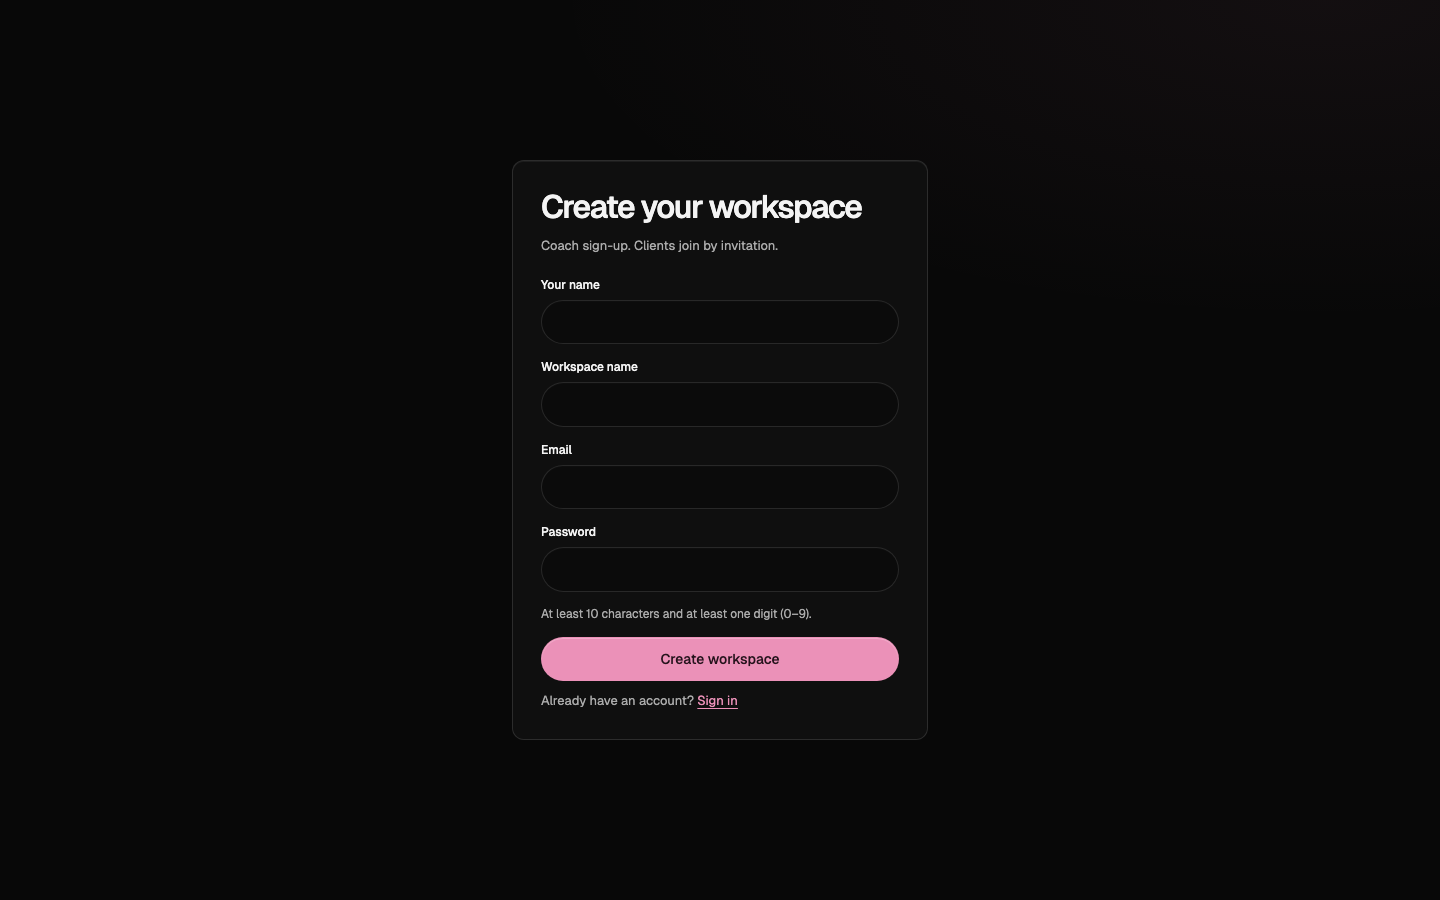 Create your workspace
Coach sign-up. Clients join by invitation.
Your name
Workspace name
Email
Password
At least 10 characters and at least one digit (0–9).
Create workspace
Already have an account? Sign in